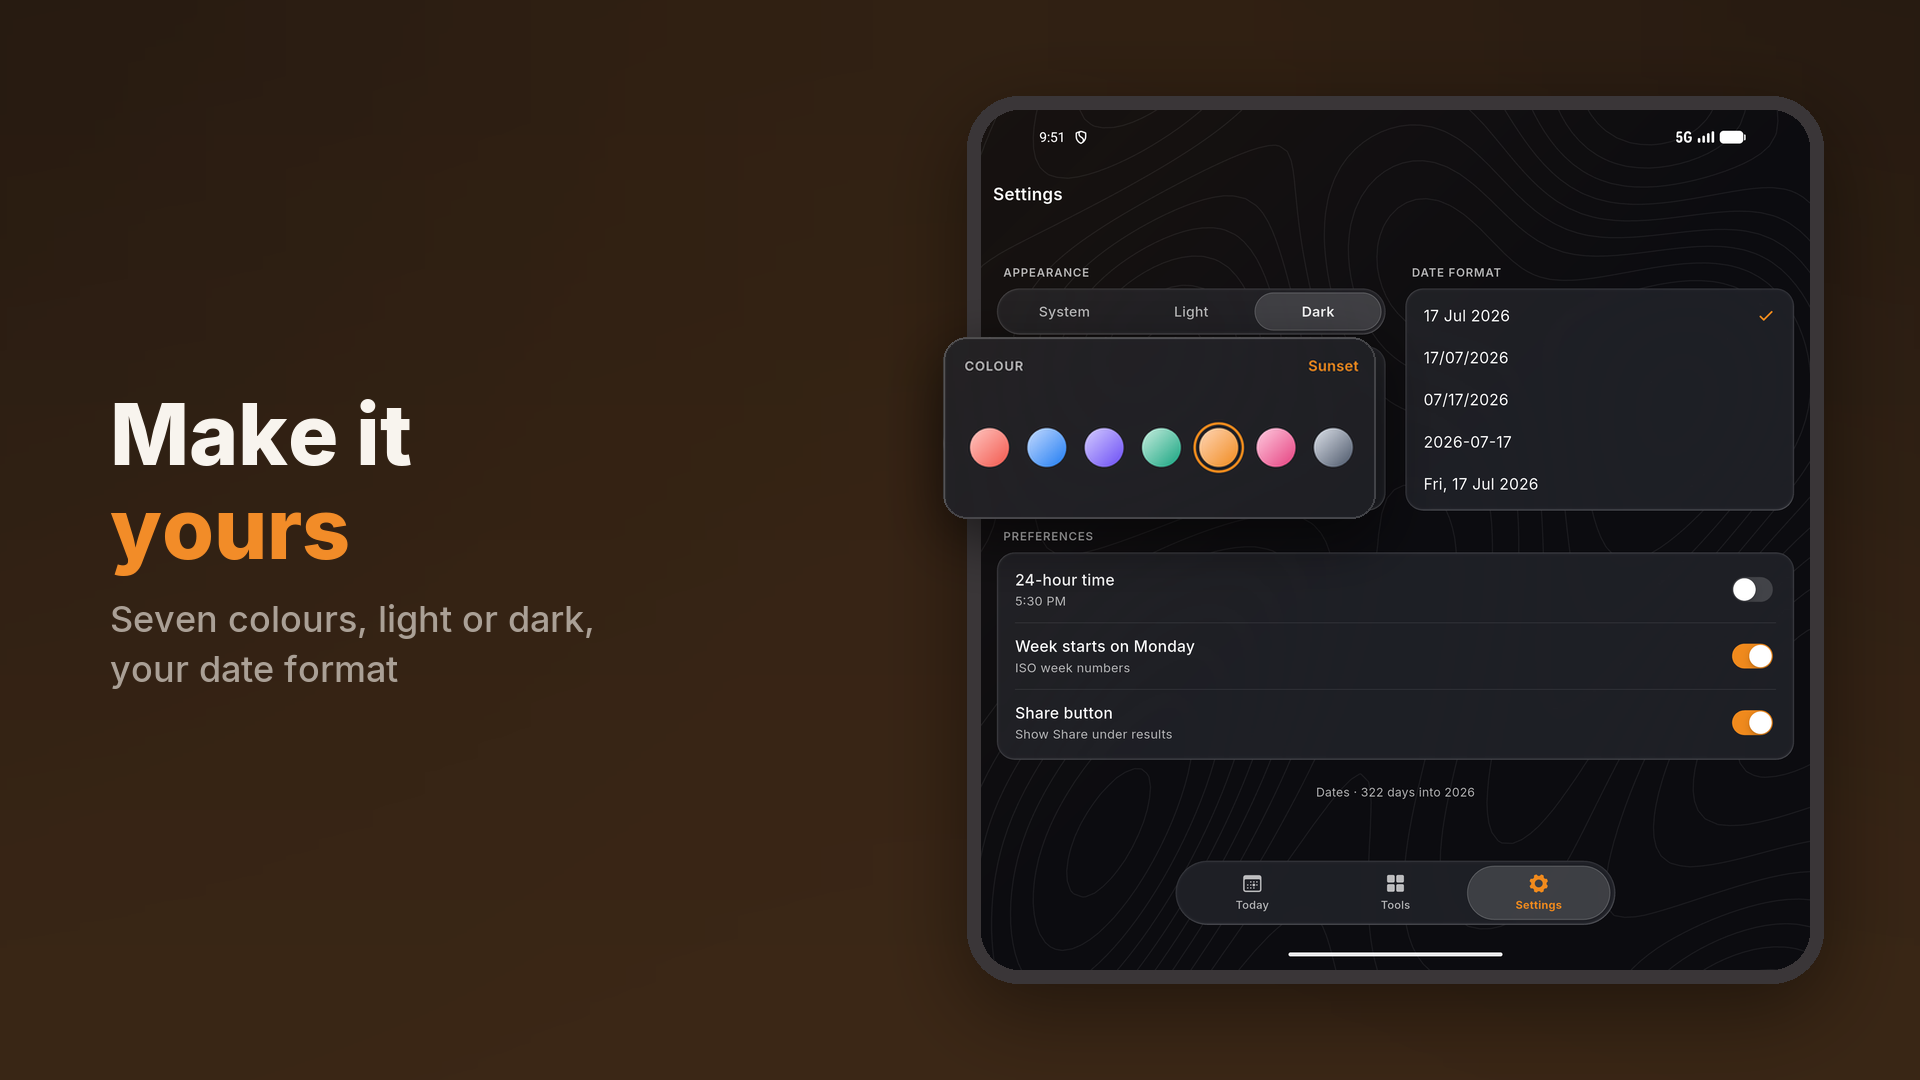 Make it
yours
Seven colours, light or dark,
your date format
9:51
5G
Settings
APPEARANCE
System
Light
Dark
COLOUR
Sunset
DATE FORMAT
17 Jul 2026
17/07/2026
07/17/2026
2026-07-17
Fri, 17 Jul 2026
PREFERENCES
24-hour time
5:30 PM
Week starts on Monday
ISO week numbers
Share button
Show Share under results
Dates · 322 days into 2026
Today
Tools
Settings